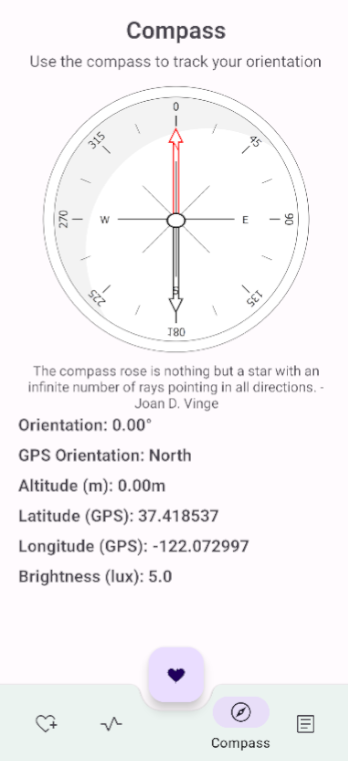 Compass
Use the compass to track your orientation
0
315
45
270
W
E
90
225
S
135
180
The compass rose is nothing but a star with an
infinite number of rays pointing in all directions. -
Joan D. Vinge
Orientation: 0.00°
GPS Orientation: North
Altitude (m): 0.00m
Latitude (GPS): 37.418537
Longitude (GPS): -122.072997
Brightness (lux): 5.0
Compass